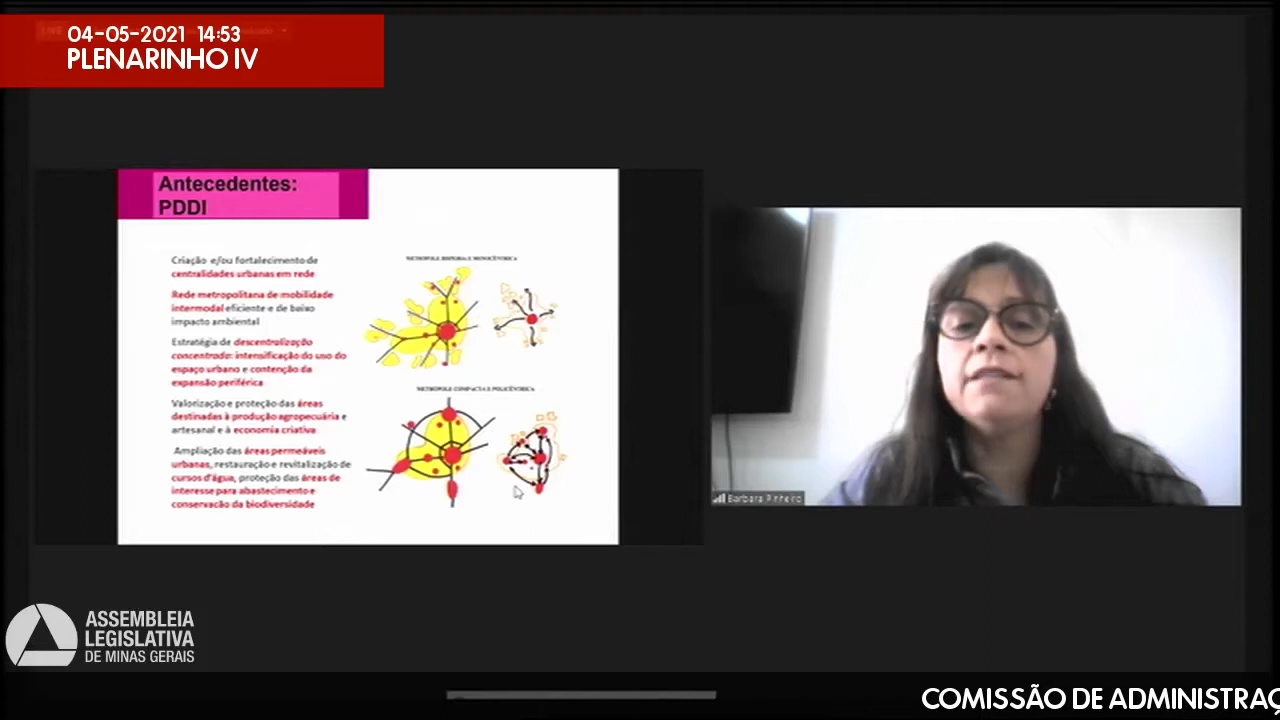 04-05-2021 14:53
PLENARINHO IV
Antecedentes:
PDDI
Criação e/ou fortalecimento de
centralidades urbanas em rede
Rede metropolitana de mobilidade
intermodal eficiente e de baixo
impacto ambiental
Estratégia de descentralização
concentrada: intensificação do uso do
espaço urbano e contenção da
expansão periférica
Valorização e proteção das áreas
destinadas à produção agropecuária e
artesanal e à economia criativa
Ampliação das áreas permeáveis
urbanas, restauração e revitalização de
cursos d'água, proteção das áreas de
interesse para abastecimento e
conservação da biodiversidade
METRÓPOLE DISPERSA E MONOCÊNTRICA
METRÓPOLE COMPACTA E POLICÊNTRICA
Barbara Pinheiro
ASSEMBLEIA
LEGISLATIVA
DE MINAS GERAIS
COMISSÃO DE ADMINISTRAÇ